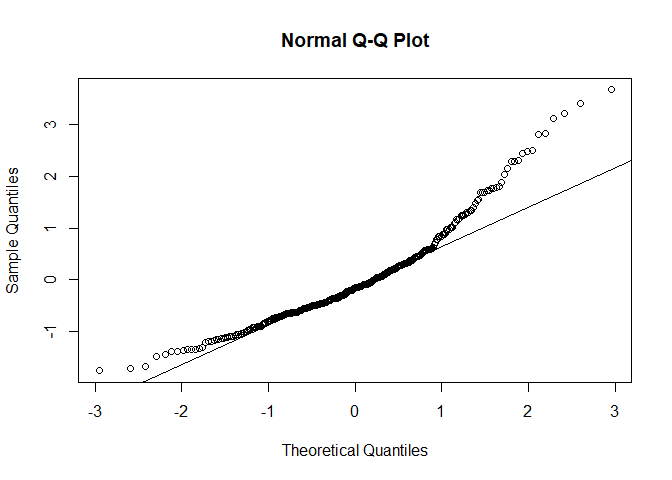 Normal Q-Q Plot
Sample Quantiles
3
2
1
0
-1
-3 -2 -1 0 1 2 3
Theoretical Quantiles